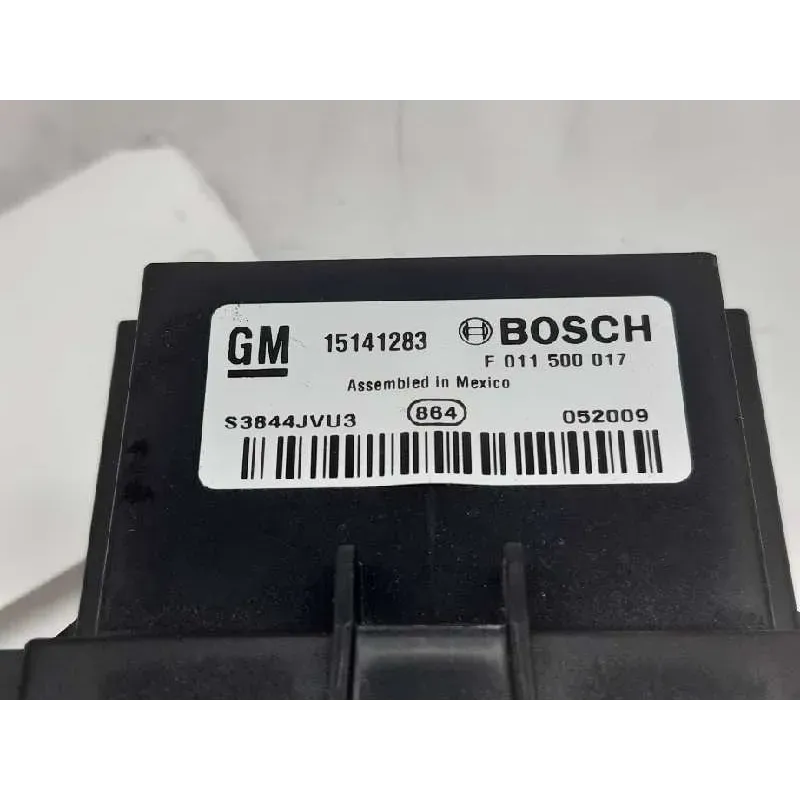 GM 15141283 BOSCH
F 011 500 017
Assembled in Mexico
S3844JVU3 864 052009